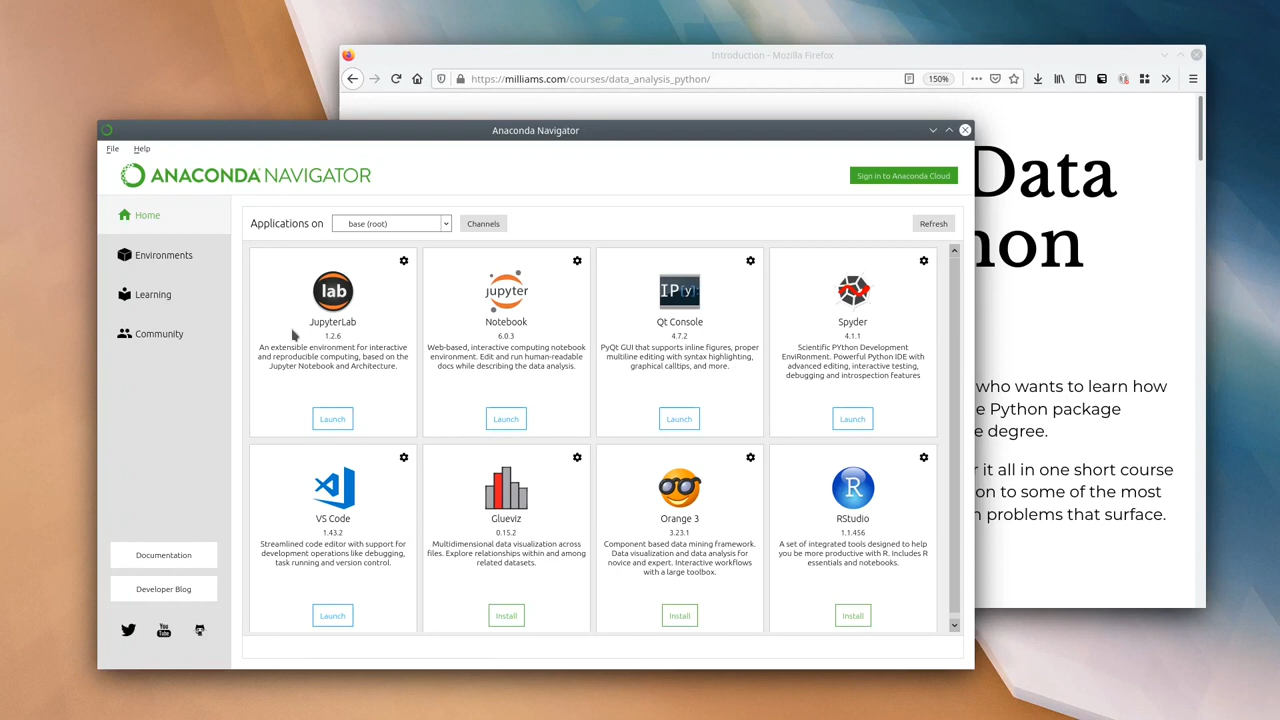 Introduction - Mozilla Firefox
https://milliams.com/courses/data_analysis_python/
150%
Data
hon
who wants to learn how
e Python package
e degree.
r it all in one short course
on to some of the most
n problems that surface.
Anaconda Navigator
File Help
ANACONDA NAVIGATOR
Sign in to Anaconda Cloud
Home
Environments
Learning
Community
Documentation
Developer Blog
You
Tube
Applications on
base (root)
Channels
Refresh
lab
JupyterLab
1.2.6
An extensible environment for interactive
and reproducible computing, based on the
Jupyter Notebook and Architecture.
Launch
jupyter
Notebook
6.0.3
Web-based, interactive computing notebook
environment. Edit and run human-readable
docs while describing the data analysis.
Launch
IP[y]:
Qt Console
4.7.2
PyQt GUI that supports inline figures, proper
multiline editing with syntax highlighting,
graphical calltips, and more.
Launch
Spyder
4.1.1
Scientific PYthon Development
EnviRonment. Powerful Python IDE with
advanced editing, interactive testing,
debugging and introspection features
Launch
VS Code
1.43.2
Streamlined code editor with support for
development operations like debugging,
task running and version control.
Launch
Glueviz
0.15.2
Multidimensional data visualization across
files. Explore relationships within and among
related datasets.
Install
Orange 3
3.23.1
Component based data mining framework.
Data visualization and data analysis for
novice and expert. Interactive workflows
with a large toolbox.
Install
R
RStudio
1.1.456
A set of integrated tools designed to help
you be more productive with R. Includes R
essentials and notebooks.
Install